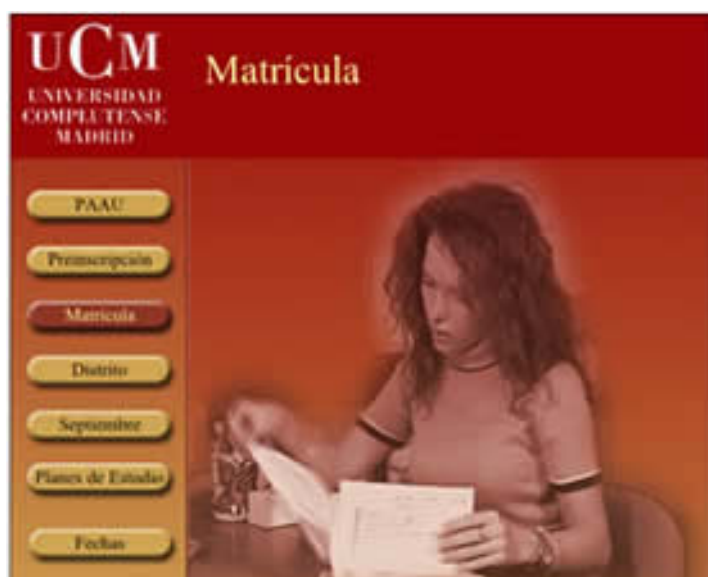 UCM
UNIVERSIDAD
COMPLUTENSE
MADRID
Matrícula
PAAU
Preinscripción
Matrícula
Distrito
Septiembre
Planes de Estudio
Fechas